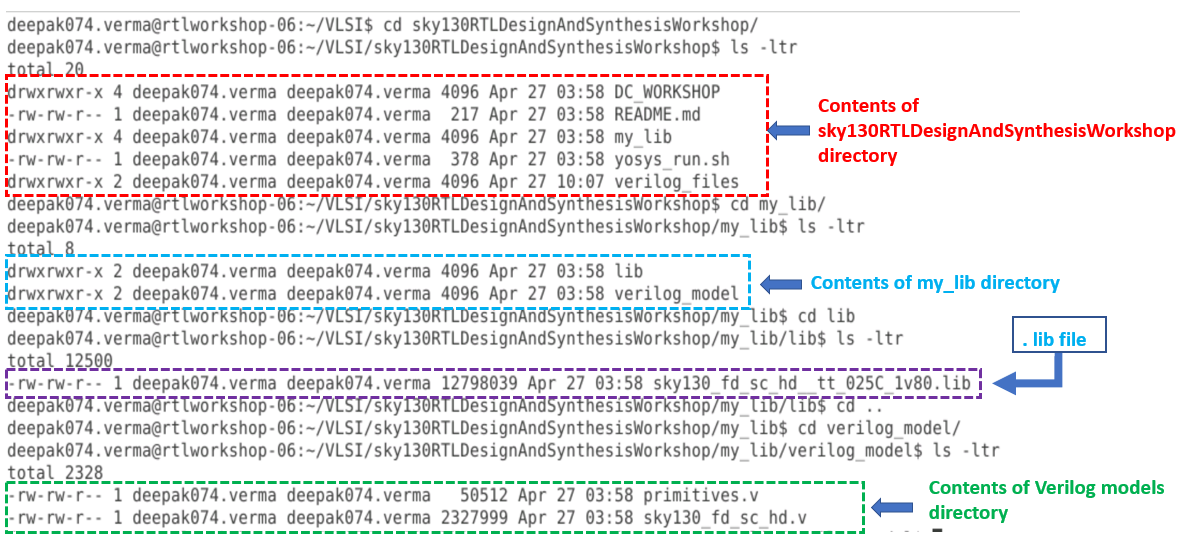 deepak074.verma@rtlworkshop-06:~/VLSI$ cd sky130RTLDesignAndSynthesisWorkshop/
deepak074.verma@rtlworkshop-06:~/VLSI/sky130RTLDesignAndSynthesisWorkshop$ ls -ltr
total 20
drwxrwxr-x 4 deepak074.verma deepak074.verma 4096 Apr 27 03:58 DC_WORKSHOP
-rw-rw-r-- 1 deepak074.verma deepak074.verma  217 Apr 27 03:58 README.md
drwxrwxr-x 4 deepak074.verma deepak074.verma 4096 Apr 27 03:58 my_lib
-rw-rw-r-- 1 deepak074.verma deepak074.verma  378 Apr 27 03:58 yosys_run.sh
drwxrwxr-x 2 deepak074.verma deepak074.verma 4096 Apr 27 10:07 verilog_files
Contents of
sky130RTLDesignAndSynthesisWorkshop
directory
deepak074.verma@rtlworkshop-06:~/VLSI/sky130RTLDesignAndSynthesisWorkshop$ cd my_lib/
deepak074.verma@rtlworkshop-06:~/VLSI/sky130RTLDesignAndSynthesisWorkshop/my_lib$ ls -ltr
total 8
drwxrwxr-x 2 deepak074.verma deepak074.verma 4096 Apr 27 03:58 lib
drwxrwxr-x 2 deepak074.verma deepak074.verma 4096 Apr 27 03:58 verilog_model
Contents of my_lib directory
deepak074.verma@rtlworkshop-06:~/VLSI/sky130RTLDesignAndSynthesisWorkshop/my_lib$ cd lib
deepak074.verma@rtlworkshop-06:~/VLSI/sky130RTLDesignAndSynthesisWorkshop/my_lib/lib$ ls -ltr
total 12500
-rw-rw-r-- 1 deepak074.verma deepak074.verma 12798039 Apr 27 03:58 sky130_fd_sc_hd__tt_025C_1v80.lib
. lib file
deepak074.verma@rtlworkshop-06:~/VLSI/sky130RTLDesignAndSynthesisWorkshop/my_lib/lib$ cd ..
deepak074.verma@rtlworkshop-06:~/VLSI/sky130RTLDesignAndSynthesisWorkshop/my_lib$ cd verilog_model/
deepak074.verma@rtlworkshop-06:~/VLSI/sky130RTLDesignAndSynthesisWorkshop/my_lib/verilog_model$ ls -ltr
total 2328
-rw-rw-r-- 1 deepak074.verma deepak074.verma   50512 Apr 27 03:58 primitives.v
-rw-rw-r-- 1 deepak074.verma deepak074.verma 2327999 Apr 27 03:58 sky130_fd_sc_hd.v
Contents of Verilog models
directory